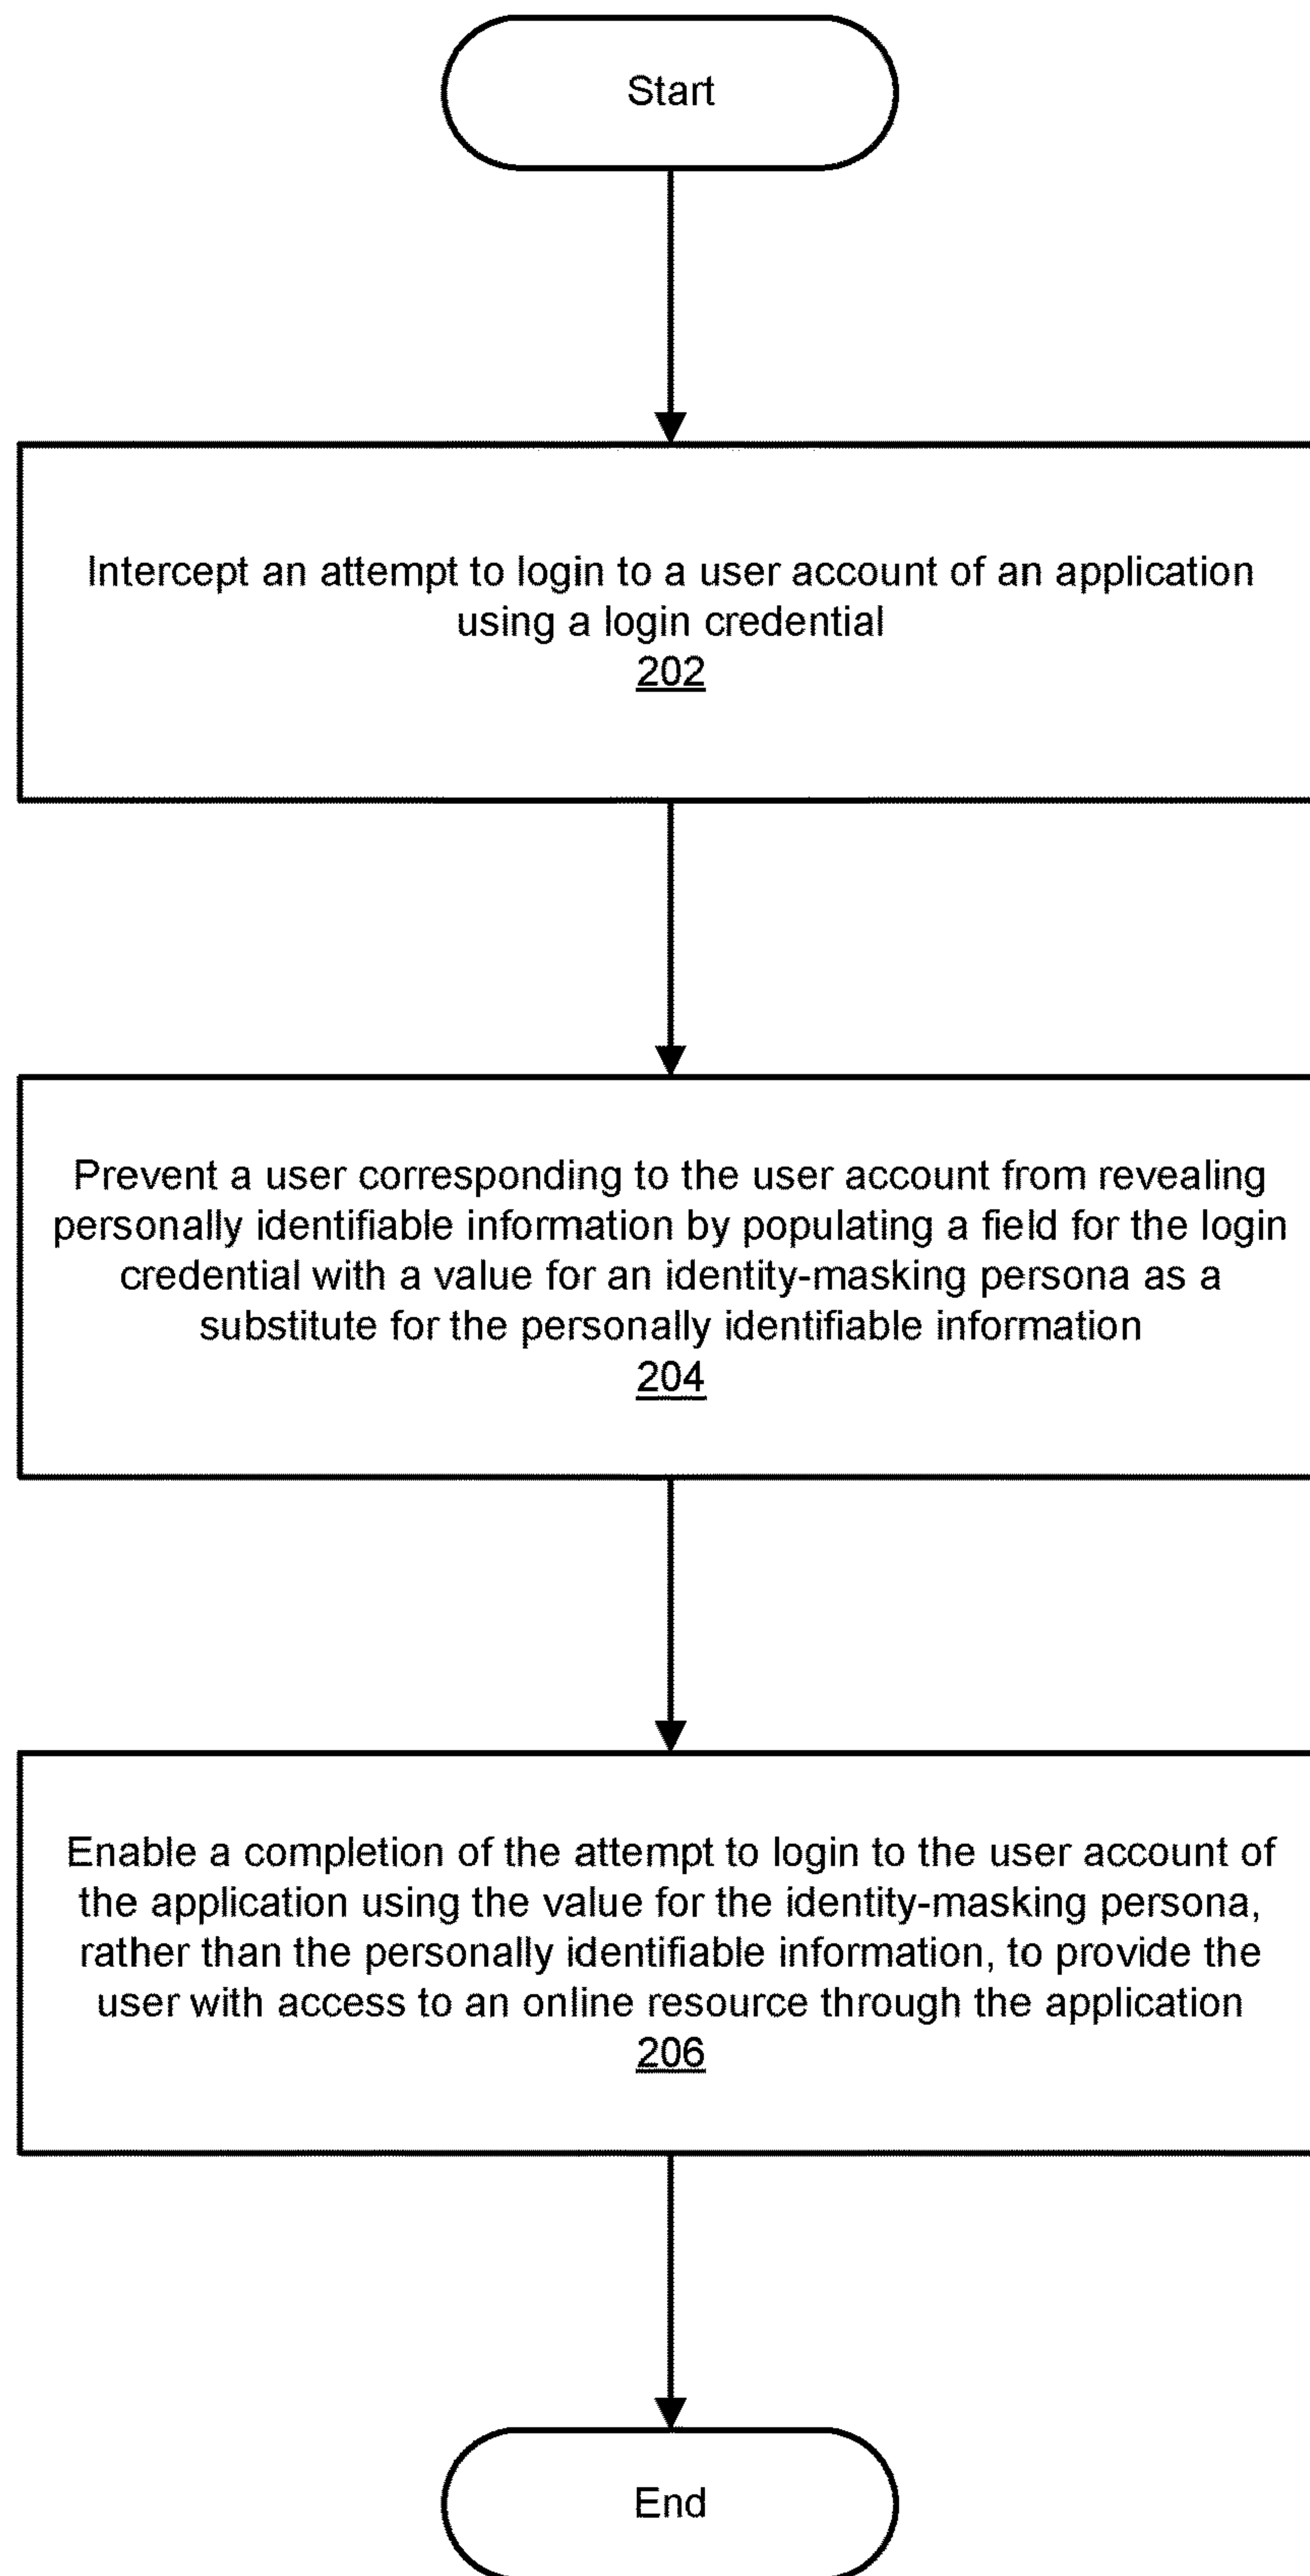 Start
Intercept an attempt to login to a user account of an application
using a login credential
202
Prevent a user corresponding to the user account from revealing
personally identifiable information by populating a field for the login
credential with a value for an identity-masking persona as a
substitute for the personally identifiable information
204
Enable a completion of the attempt to login to the user account of
the application using the value for the identity-masking persona,
rather than the personally identifiable information, to provide the
user with access to an online resource through the application
206
End